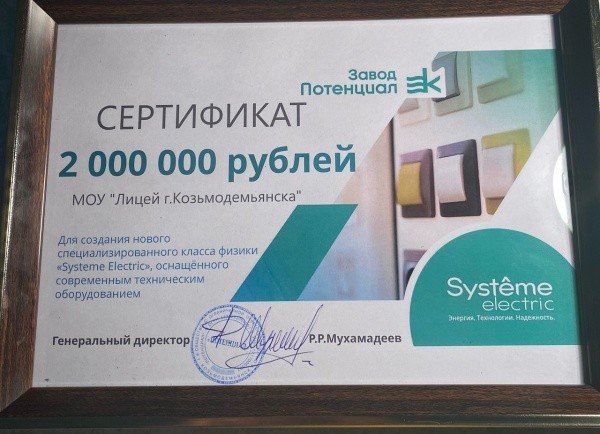 Завод
Потенциал
СЕРТИФИКАТ
2 000 000 рублей
МОУ "Лицей г.Козьмодемьянска"
Для создания нового
специализированного класса физики
«Systeme Electric», оснащённого
современным техническим
оборудованием
Systême
electric
Энергия. Технологии. Надежность.
Генеральный директор
Р.Р.Мухамадеев